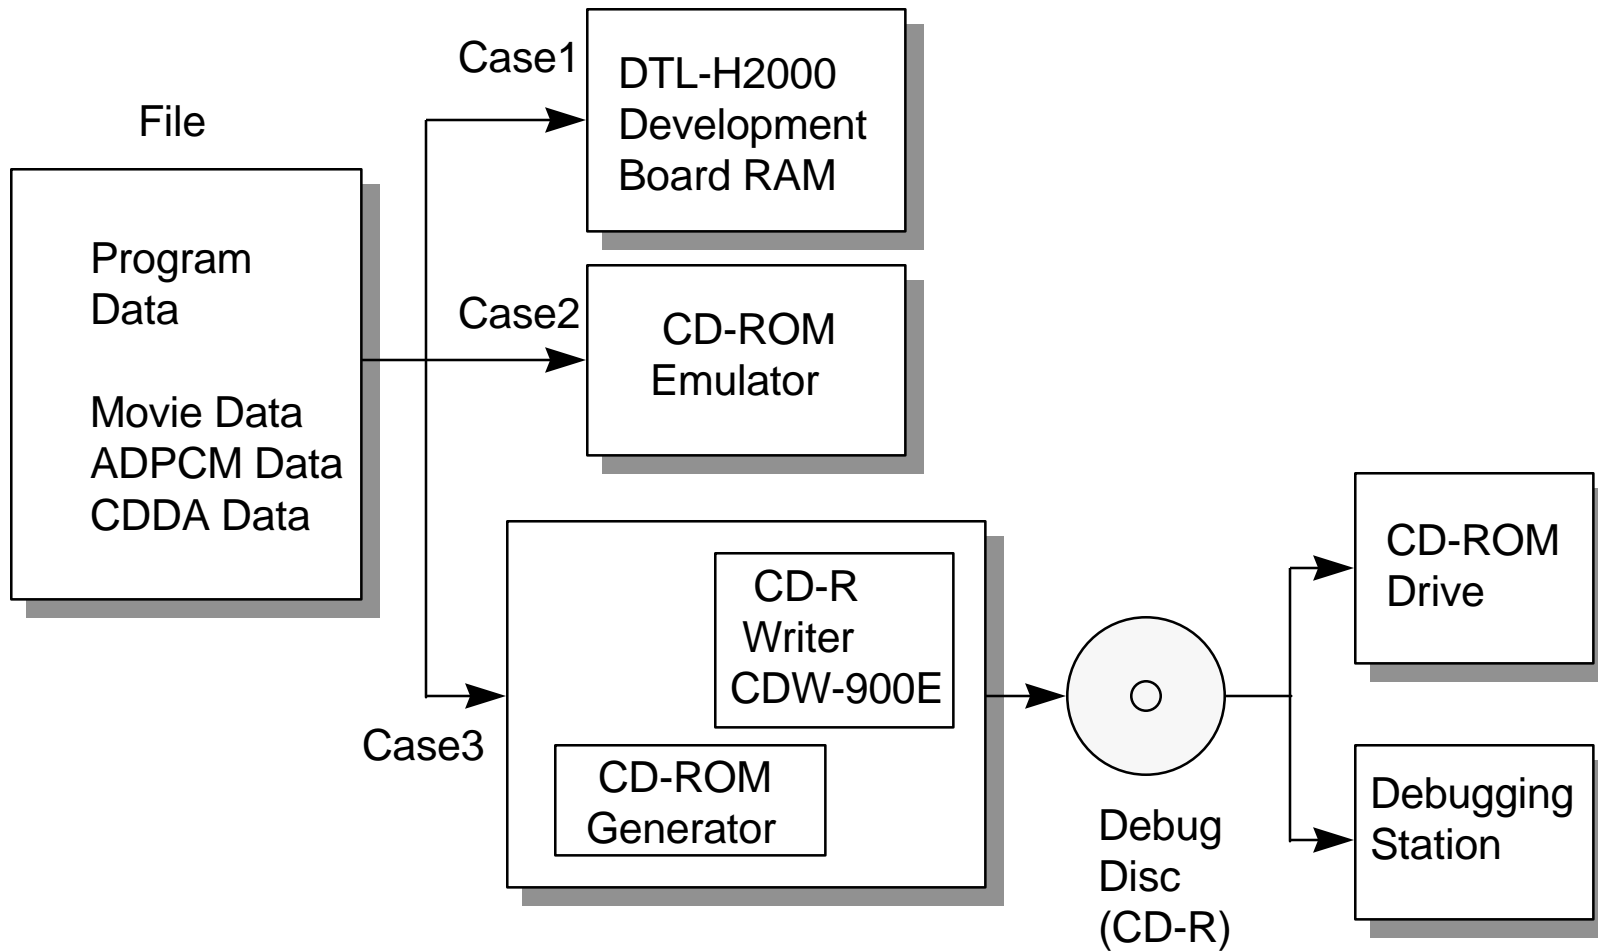 File
Program
Data
Movie Data
ADPCM Data
CDDA Data
Case1
DTL-H2000
Development
Board RAM
Case2
CD-ROM
Emulator
Case3
CD-R
Writer
CDW-900E
CD-ROM
Generator
Debug
Disc
(CD-R)
CD-ROM
Drive
Debugging
Station